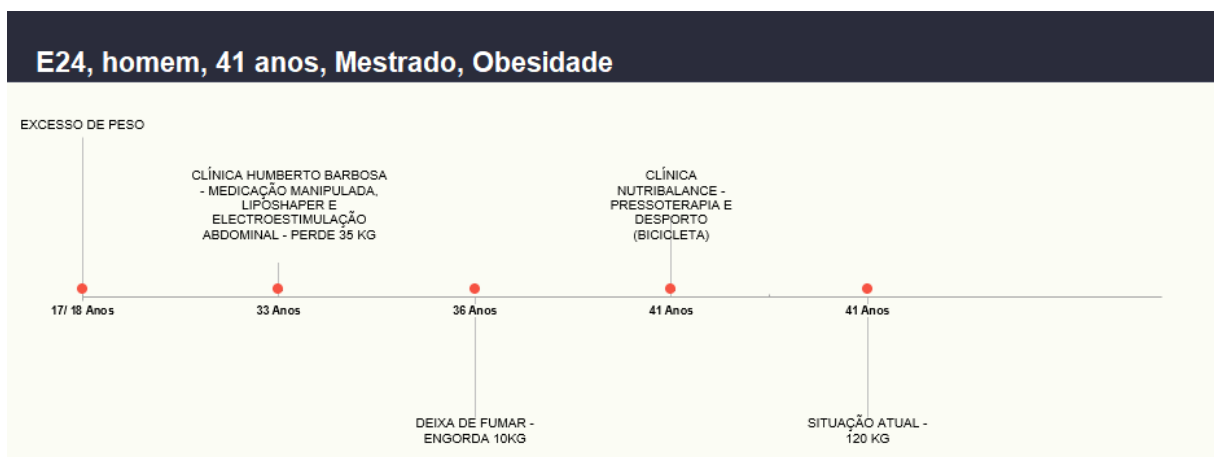 E24, homem, 41 anos, Mestrado, Obesidade
EXCESSO DE PESO
CLÍNICA HUMBERTO BARBOSA
- MEDICAÇÃO MANIPULADA,
LIPOSHAPER E
ELECTROESTIMULAÇÃO
ABDOMINAL - PERDE 35 KG
CLÍNICA
NUTRIBALANCE -
PRESSOTERAPIA E
DESPORTO
(BICICLETA)
17/ 18 Anos
33 Anos
36 Anos
41 Anos
41 Anos
DEIXA DE FUMAR -
ENGORDA 10KG
SITUAÇÃO ATUAL -
120 KG